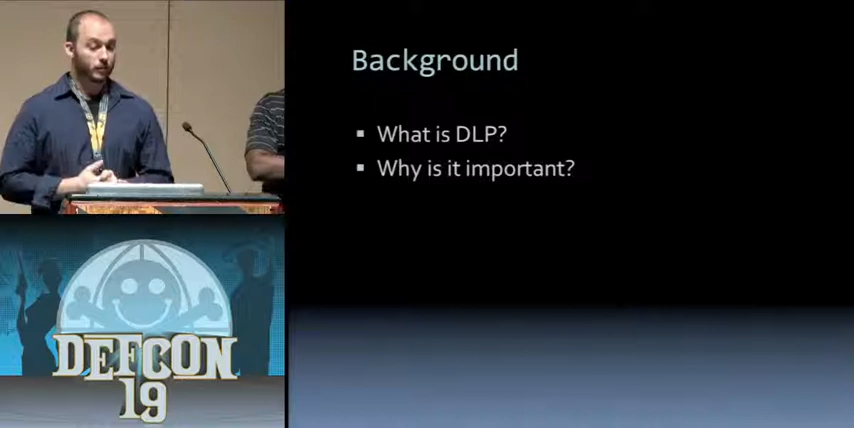 Background
What is DLP?
Why is it important?
DEFCON
19